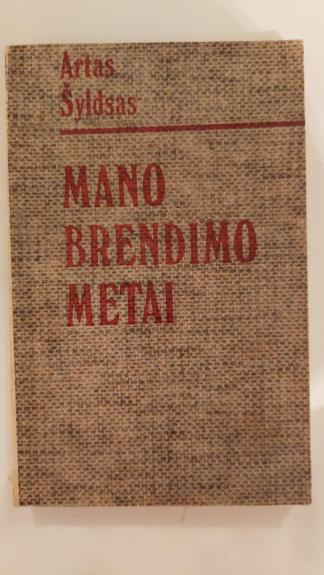 Artas
Šyldsas
MANO
BRENDIMO
METAI